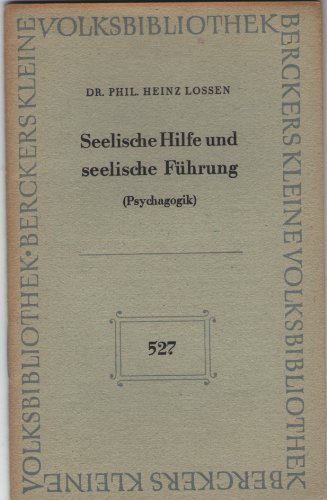 VOLKSBIBLIOTHEK
BERCKERS KLEINE VOLKSBIBLIOTHEK
BERCKERS KLEINE
VOLKSBIBLIOTHEK • BERCKERS KLEINE
DR. PHIL. HEINZ LOSSEN
Seelische Hilfe und
seelische Führung
(Psychagogik)
527